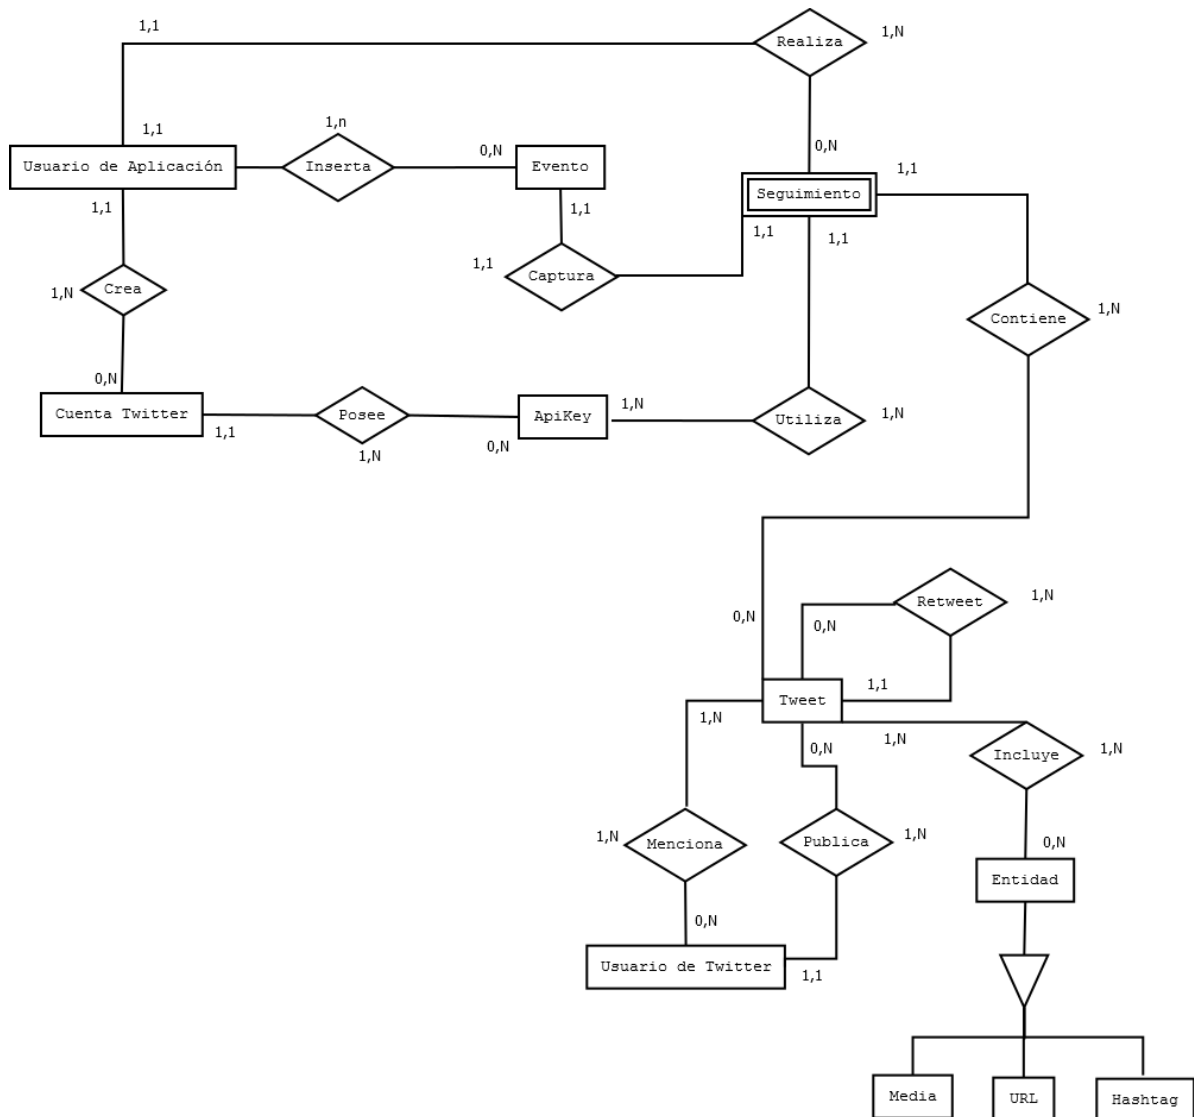 1,1
Realiza
1,N
1,1
1,n
0,N
0,N
Usuario de Aplicación
Inserta
Evento
1,1
Seguimiento
1,1
1,1
1,1
1,1
1,1
Captura
Crea
1,N
1,N
Contiene
0,N
Cuenta Twitter
1,1
Posee
1,N
0,N
ApiKey
1,N
Utiliza
1,N
0,N
Retweet
1,N
0,N
1,1
Tweet
1,N
0,N
1,N
Incluye
1,N
1,N
Menciona
Publica
1,N
0,N
Entidad
0,N
Usuario de Twitter
1,1
Media
URL
Hashtag